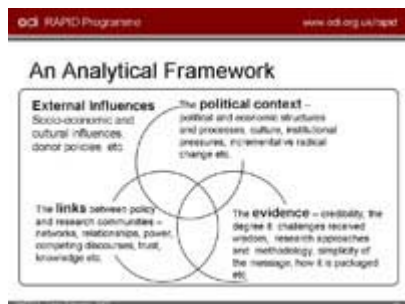 odi RAPID Programme
www.odi.org.uk/rapid
An Analytical Framework
External Influences
Socio-economic and
cultural influences,
donor policies etc
The political context –
political and economic structures
and processes, culture, institutional
pressures, incremental vs radical
change etc.
The links between policy
and research communities –
networks, relationships, power,
competing discourses, trust,
knowledge etc.
The evidence – credibility, the
degree it challenges received
wisdom, research approaches
and methodology, simplicity of
the message, how it is packaged
etc